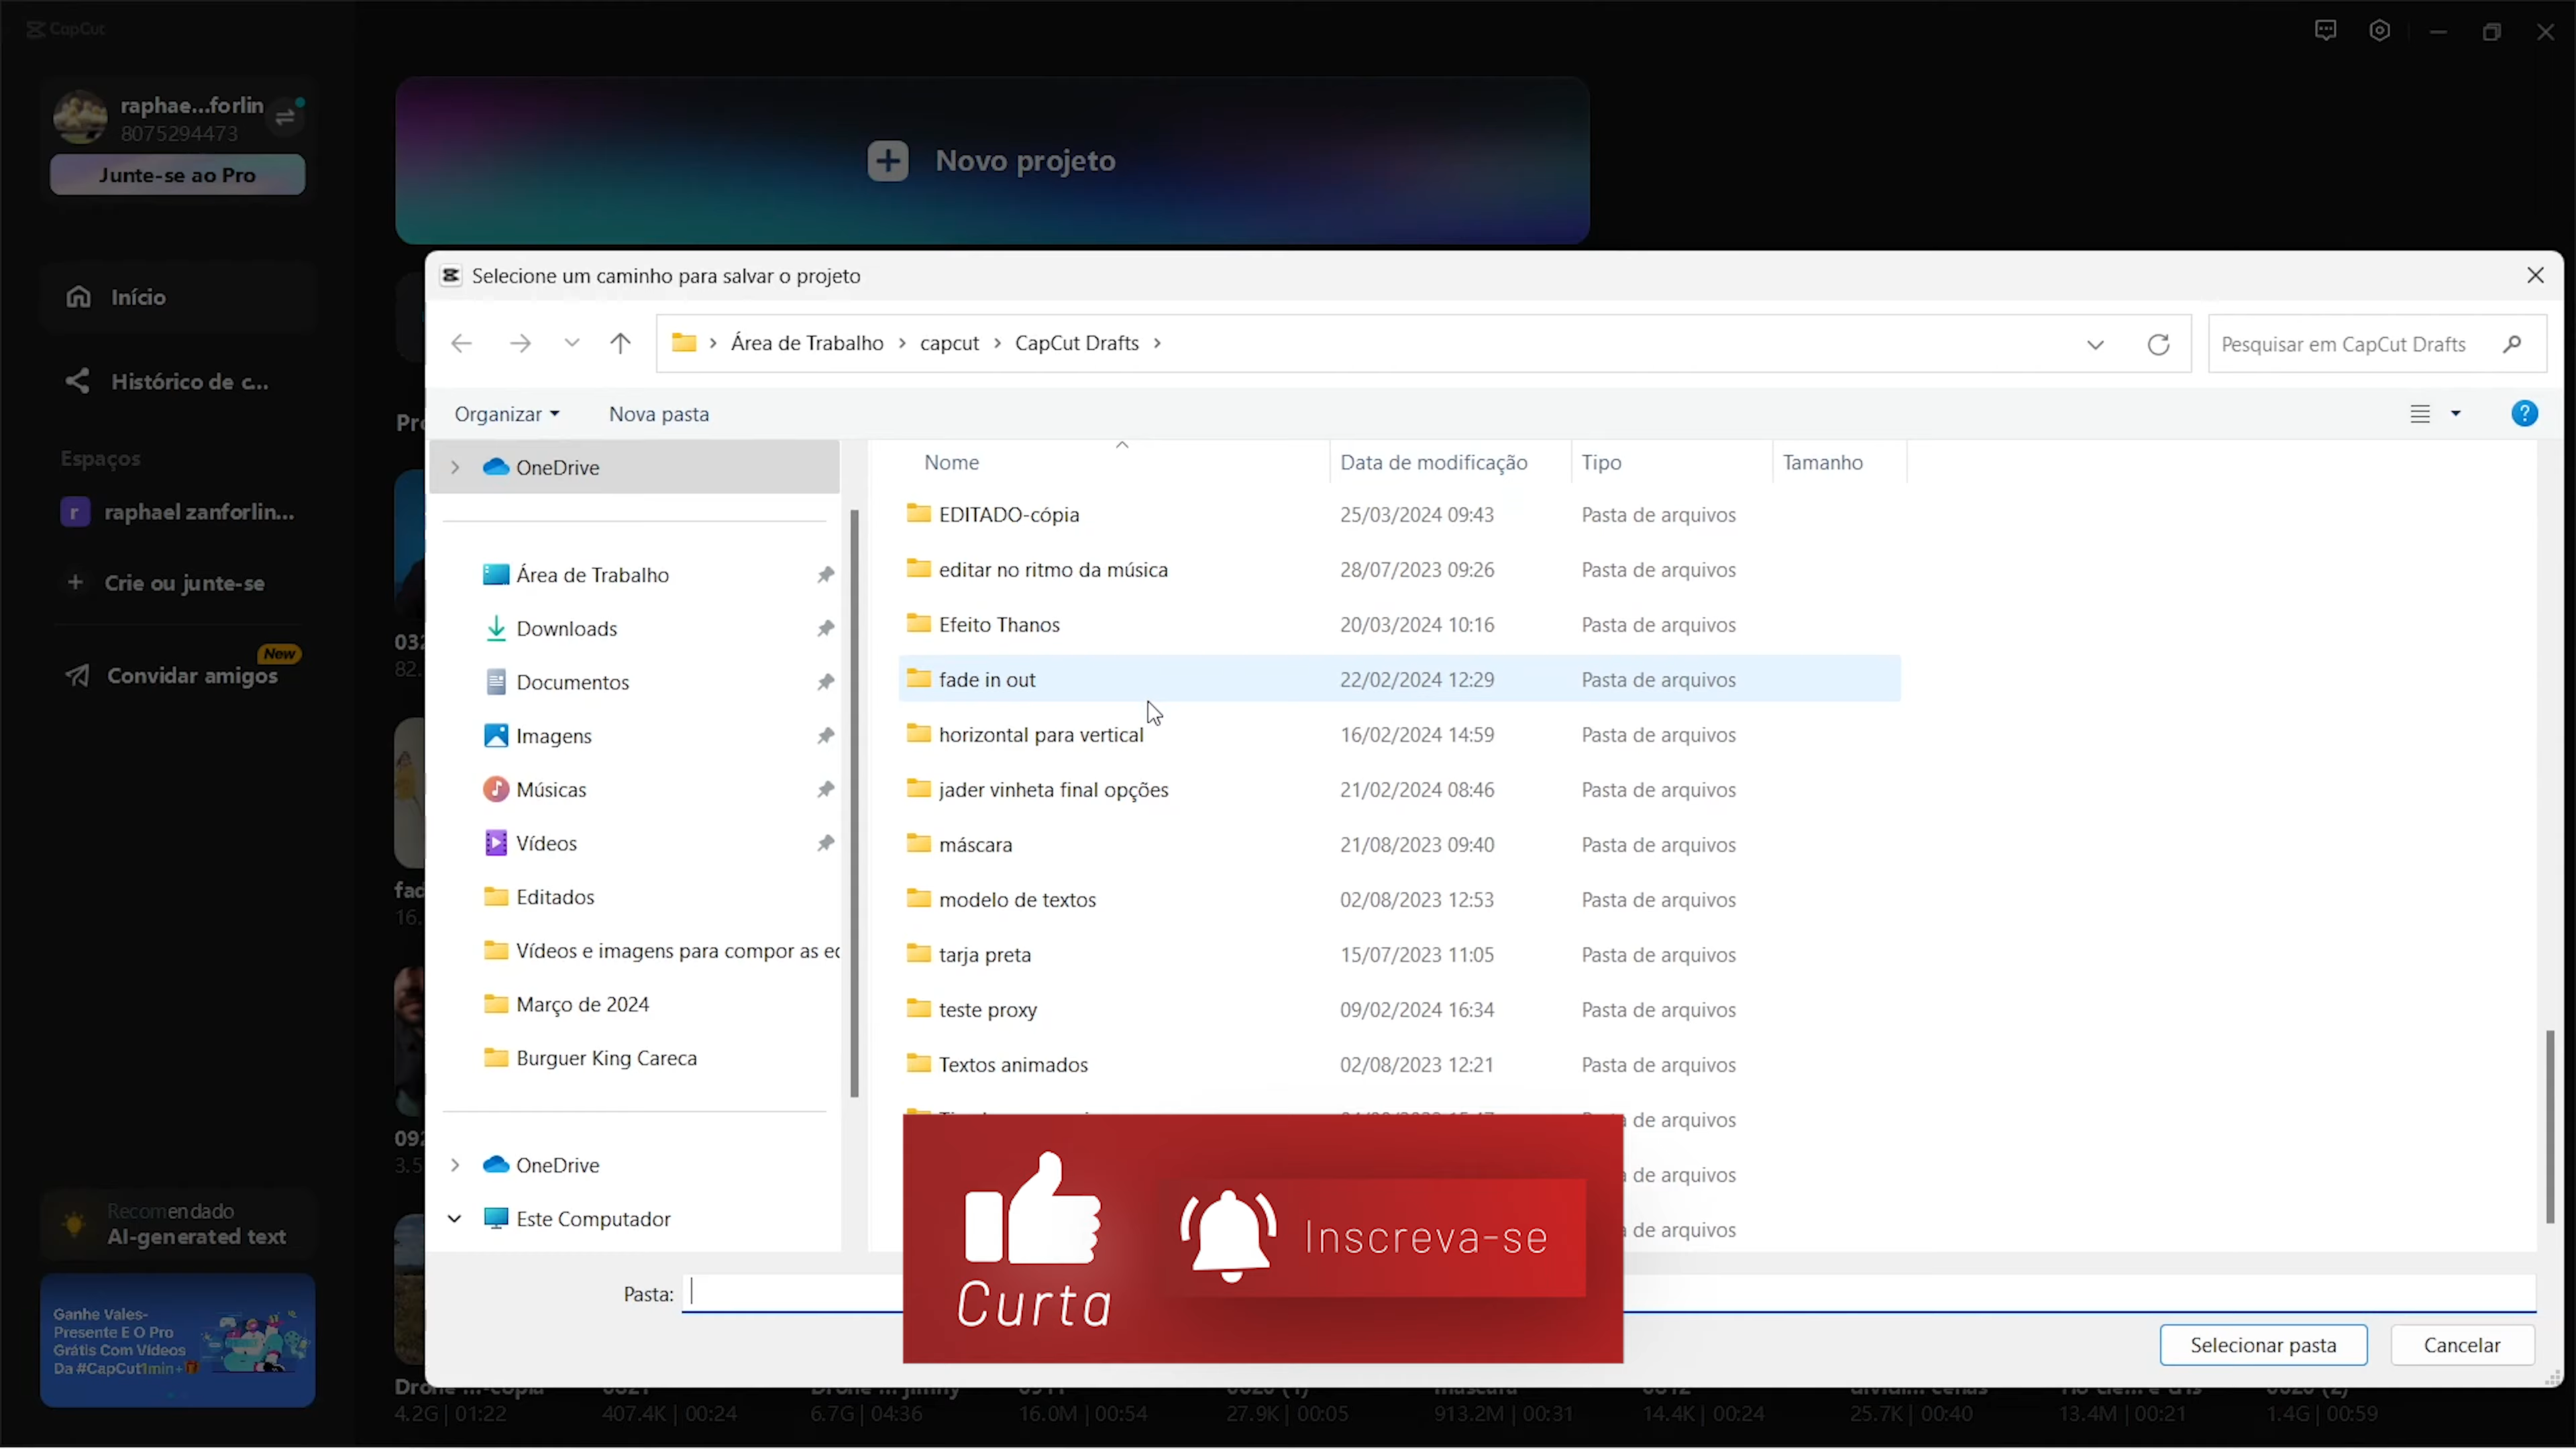 CapCut
raphae...forlin
8075294473
Junte-se ao Pro
Novo projeto
Início
Histórico de c...
Espaços
r raphael zanforlin...
+ Crie ou junte-se
New
Convidar amigos
Recomendado
AI-generated text
Ganhe Vales-
Presente E O Pro
Grátis Com Vídeos
Da #CapCut1min+
Selecione um caminho para salvar o projeto
Área de Trabalho > capcut > CapCut Drafts >
Pesquisar em CapCut Drafts
Organizar
Nova pasta
?
OneDrive
Área de Trabalho
Downloads
Documentos
Imagens
Músicas
Vídeos
Editados
Vídeos e imagens para compor as
Março de 2024
Burguer King Careca
OneDrive
Este Computador
Nome Data de modificação Tipo Tamanho
EDITADO-cópia 25/03/2024 09:43 Pasta de arquivos
editar no ritmo da música 28/07/2023 09:26 Pasta de arquivos
Efeito Thanos 20/03/2024 10:16 Pasta de arquivos
fade in out 22/02/2024 12:29 Pasta de arquivos
horizontal para vertical 16/02/2024 14:59 Pasta de arquivos
jader vinheta final opções 21/02/2024 08:46 Pasta de arquivos
máscara 21/08/2023 09:40 Pasta de arquivos
modelo de textos 02/08/2023 12:53 Pasta de arquivos
tarja preta 15/07/2023 11:05 Pasta de arquivos
teste proxy 09/02/2024 16:34 Pasta de arquivos
Textos animados 02/08/2023 12:21 Pasta de arquivos
de arquivos
de arquivos
de arquivos
Curta
Inscreva-se
Pasta:
Selecionar pasta
Cancelar
4.2G | 01:22 407.4K | 00:24 6.7G | 04:36 16.0M | 00:54 27.9K | 00:05 913.2M | 00:31 14.4K | 00:24 25.7K | 00:40 13.4M | 00:21 1.4G | 00:59